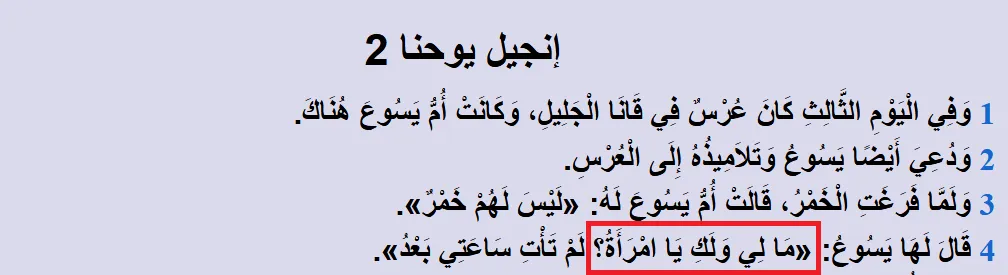 إنجيل يوحنا 2
1 وَفِي الْيَوْمِ الثَّالِثِ كَانَ عُرْسٌ فِي قَانَا الْجَلِيلِ، وَكَانَتْ أُمُّ يَسُوعَ هُنَاكَ.
2 وَدُعِيَ أَيْضًا يَسُوعُ وَتَلاَمِيذُهُ إِلَى الْعُرْسِ.
3 وَلَمَّا فَرَغَتِ الْخَمْرُ، قَالَتْ أُمُّ يَسُوعَ لَهُ: «لَيْسَ لَهُمْ خَمْرٌ».
4 قَالَ لَهَا يَسُوعُ: «مَا لِي وَلَكِ يَا امْرَأَةُ؟ لَمْ تَأْتِ سَاعَتِي بَعْدُ».